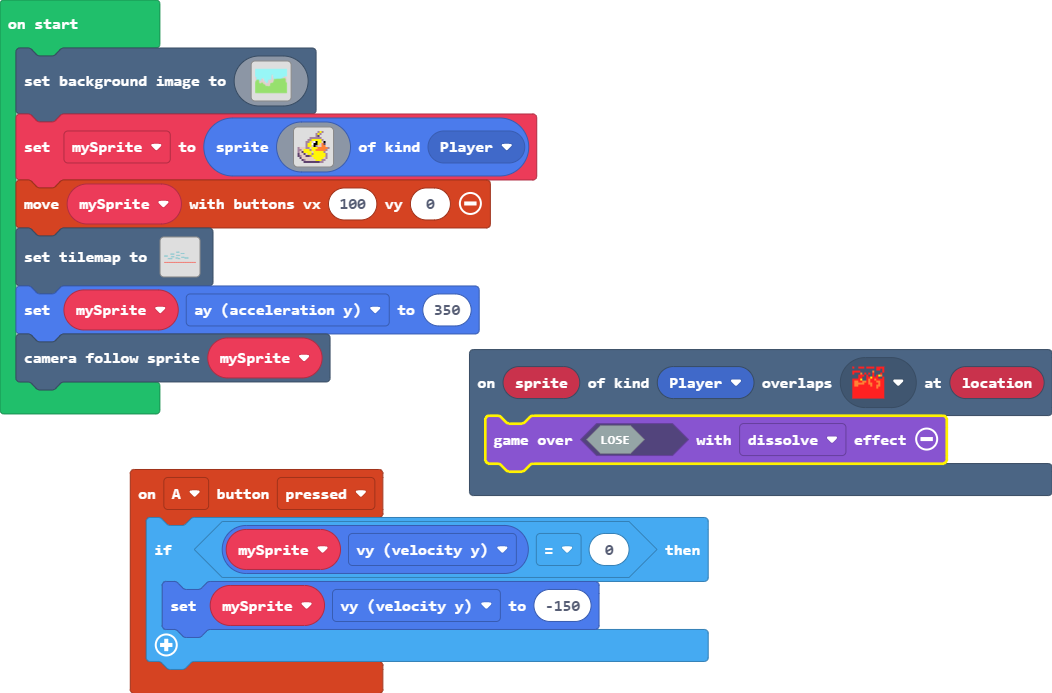 on start
set background image to
set mySprite to sprite of kind Player
move mySprite with buttons vx 100 vy 0
set tilemap to
set mySprite ay (acceleration y) to 350
camera follow sprite mySprite
on sprite of kind Player overlaps at location
game over LOSE with dissolve effect
on A button pressed
if mySprite vy (velocity y) = 0 then
set mySprite vy (velocity y) to -150